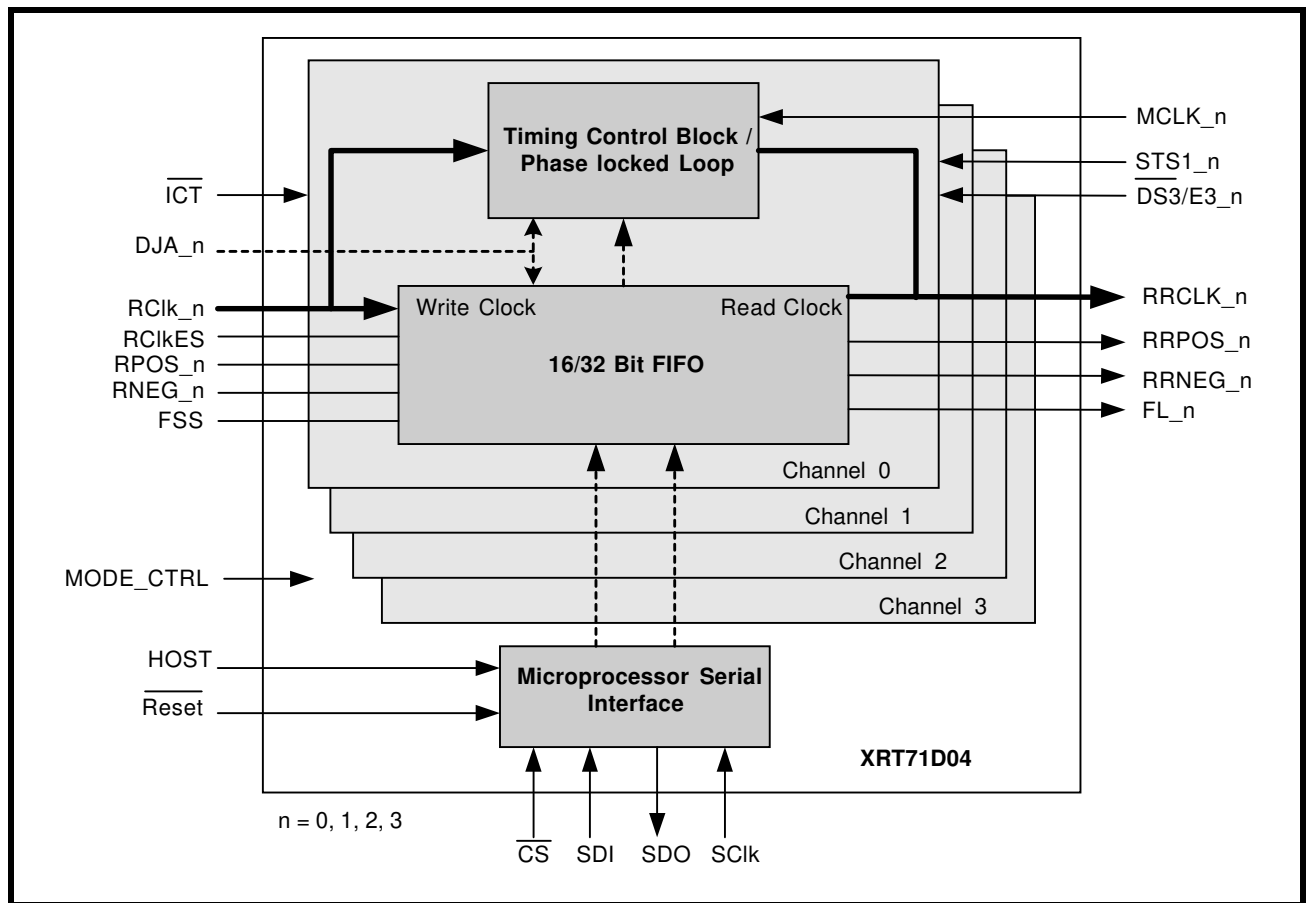 Timing Control Block /
Phase locked Loop
MCLK_n
STS1_n
DS3/E3_n
ICT
DJA_n
RClk_n
RClkES
RPOS_n
RNEG_n
FSS
Write Clock
Read Clock
16/32 Bit FIFO
RRCLK_n
RRPOS_n
RRNEG_n
FL_n
Channel 0
Channel 1
Channel 2
Channel 3
MODE_CTRL
HOST
Reset
Microprocessor Serial
Interface
XRT71D04
n = 0, 1, 2, 3
CS
SDI
SDO
SClk